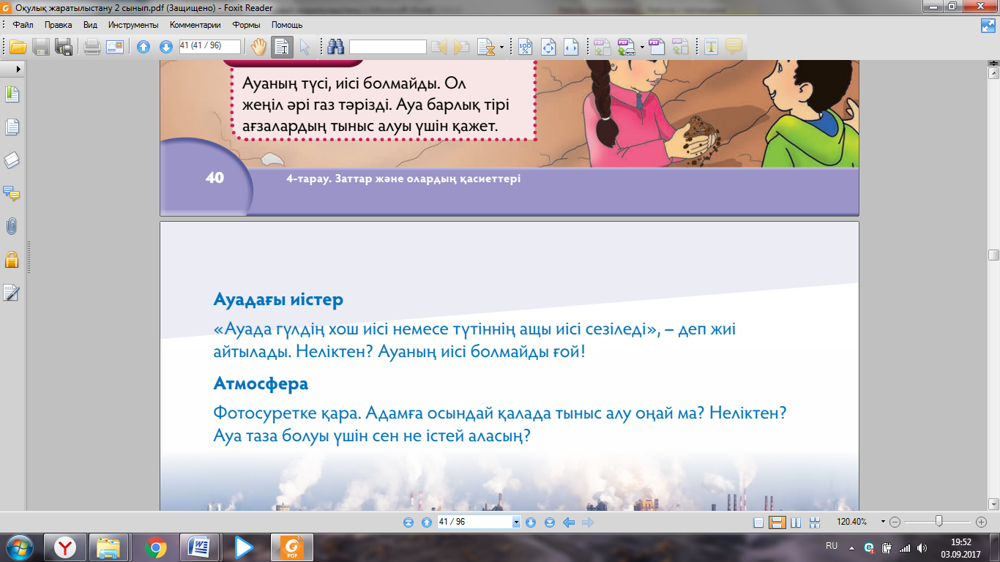 Оқулық жаратылыстану 2 сынып.pdf (Защищено) - Foxit Reader
Файл Правка Вид Инструменты Комментарии Формы Помощь
41 (41 / 96)
Ауаның түсі, иісі болмайды. Ол
жеңіл әрі газ тәрізді. Ауа барлық тірі
ағзалардың тыныс алуы үшін қажет.
40 4-тарау. Заттар және олардың қасиеттері
Ауадағы иістер
«Ауада гүлдің хош иісі немесе түтіннің ащы иісі сезіледі», – деп жиі
айтылады. Неліктен? Ауаның иісі болмайды ғой!
Атмосфера
Фотосуретке қара. Адамға осындай қалада тыныс алу оңай ма? Неліктен?
Ауа таза болуы үшін сен не істей аласың?
41 / 96 120.40%
RU 19:52
03.09.2017